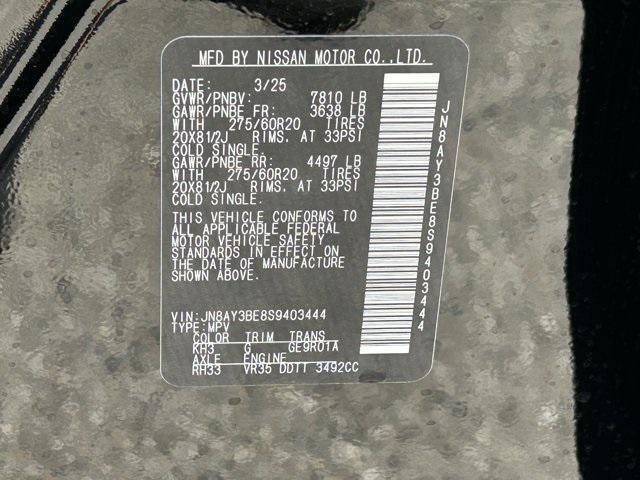 MFD BY NISSAN MOTOR CO.,LTD.
DATE: 3/25
GVWR/PNBV: 7810 LB
GAWR/PNBE FR: 3638 LB
WITH 275/60R20 TIRES
20X81/2J RIMS, AT 33PSI
COLD SINGLE.
GAWR/PNBE RR: 4497 LB
WITH 275/60R20 TIRES
20X81/2J RIMS, AT 33PSI
COLD SINGLE.
THIS VEHICLE CONFORMS TO
ALL APPLICABLE FEDERAL
MOTOR VEHICLE SAFETY
STANDARDS IN EFFECT ON
THE DATE OF MANUFACTURE
SHOWN ABOVE.
VIN:JN8AY3BE8S9403444
TYPE:MPV
COLOR TRIM TRANS
KH3 G GE9R01A
AXLE ENGINE
RH33 VR35 DDTT 3492CC
JN8AY3BE8S9403444